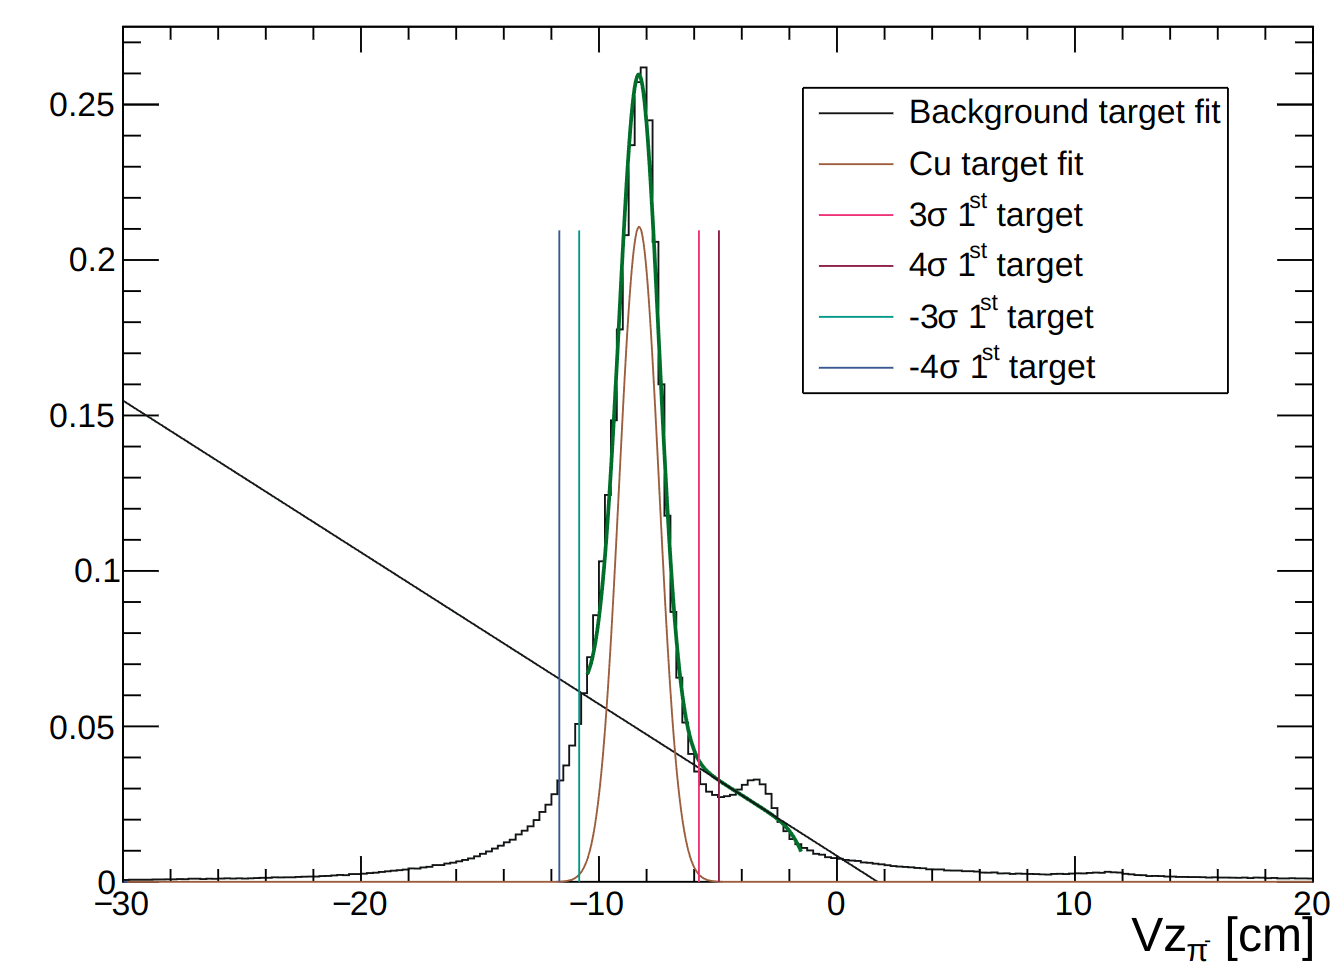 0.25
0.2
0.15
0.1
0.05
0
−30
−20
−10
0
10
20
Vz π- [cm]
Background target fit
Cu target fit
3σ 1st target
4σ 1st target
-3σ 1st target
-4σ 1st target